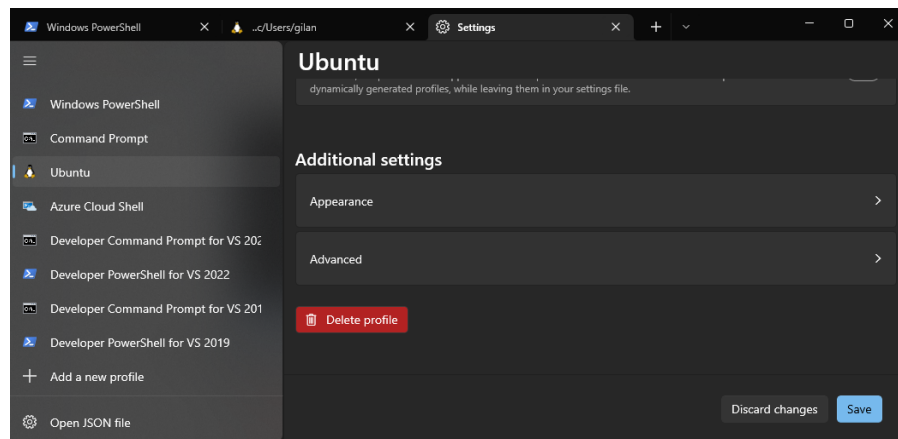 Windows PowerShell
..c/Users/gilan
Settings
Ubuntu
dynamically generated profiles, while leaving them in your settings file.
Windows PowerShell
Command Prompt
Ubuntu
Azure Cloud Shell
Developer Command Prompt for VS 202
Developer PowerShell for VS 2022
Developer Command Prompt for VS 201
Developer PowerShell for VS 2019
Add a new profile
Open JSON file
Additional settings
Appearance
Advanced
Delete profile
Discard changes
Save